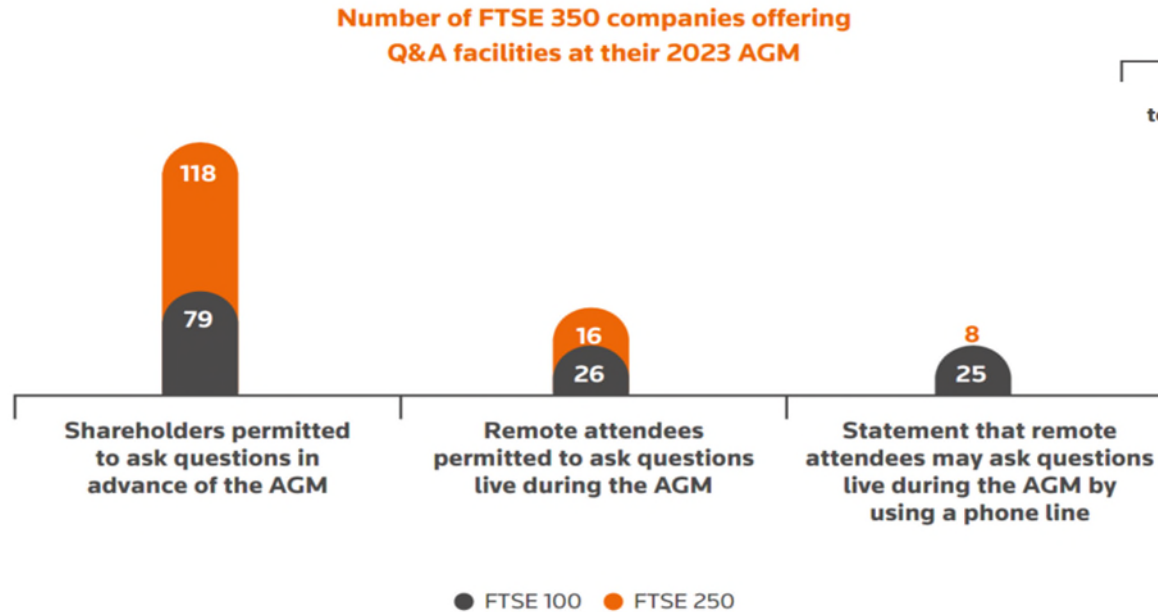 Number of FTSE 350 companies offering
Q&A facilities at their 2023 AGM
118
79
16
26
8
25
Shareholders permitted
to ask questions in
advance of the AGM
Remote attendees
permitted to ask questions
live during the AGM
Statement that remote
attendees may ask questions
live during the AGM by
using a phone line
FTSE 100
FTSE 250